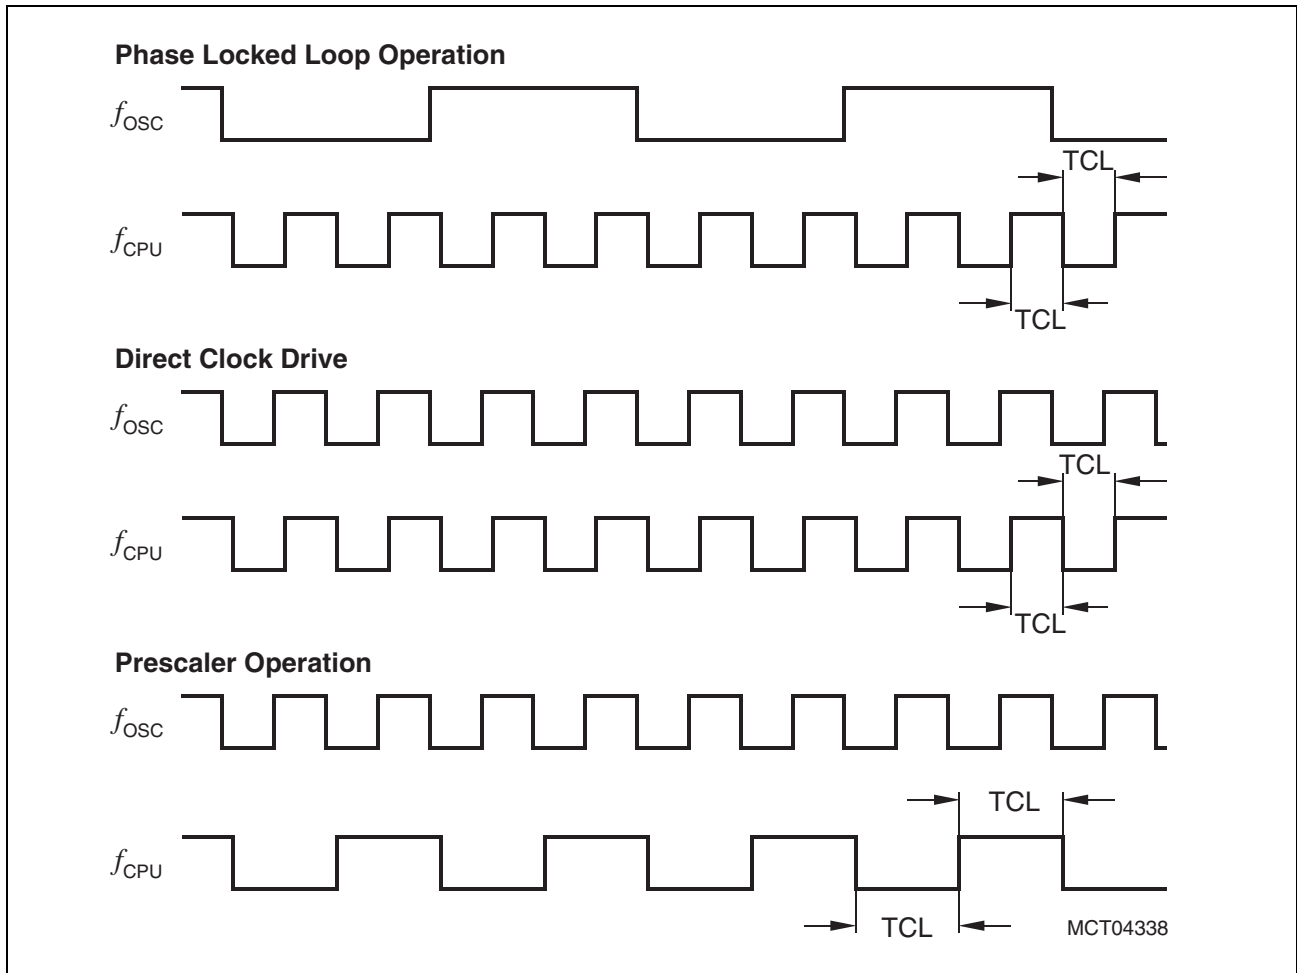 Phase Locked Loop Operation
fOSC
TCL
fCPU
TCL
Direct Clock Drive
fOSC
TCL
fCPU
TCL
Prescaler Operation
fOSC
TCL
fCPU
TCL
MCT04338